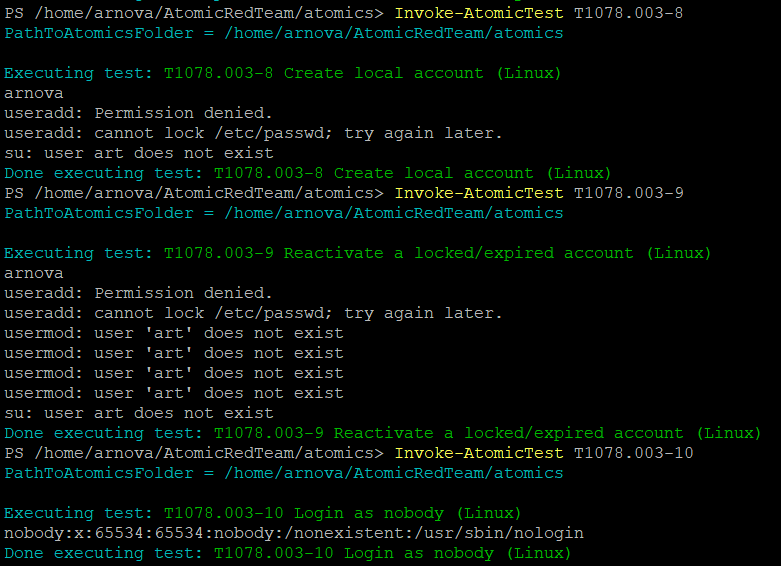 PS /home/arnova/AtomicRedTeam/atomics> Invoke-AtomicTest T1078.003-8
PathToAtomicsFolder = /home/arnova/AtomicRedTeam/atomics
Executing test: T1078.003-8 Create local account (Linux)
arnova
useradd: Permission denied.
useradd: cannot lock /etc/passwd; try again later.
su: user art does not exist
Done executing test: T1078.003-8 Create local account (Linux)
PS /home/arnova/AtomicRedTeam/atomics> Invoke-AtomicTest T1078.003-9
PathToAtomicsFolder = /home/arnova/AtomicRedTeam/atomics
Executing test: T1078.003-9 Reactivate a locked/expired account (Linux)
arnova
useradd: Permission denied.
useradd: cannot lock /etc/passwd; try again later.
usermod: user 'art' does not exist
usermod: user 'art' does not exist
usermod: user 'art' does not exist
usermod: user 'art' does not exist
su: user art does not exist
Done executing test: T1078.003-9 Reactivate a locked/expired account (Linux)
PS /home/arnova/AtomicRedTeam/atomics> Invoke-AtomicTest T1078.003-10
PathToAtomicsFolder = /home/arnova/AtomicRedTeam/atomics
Executing test: T1078.003-10 Login as nobody (Linux)
nobody:x:65534:65534:nobody:/nonexistent:/usr/sbin/nologin
Done executing test: T1078.003-10 Login as nobody (Linux)